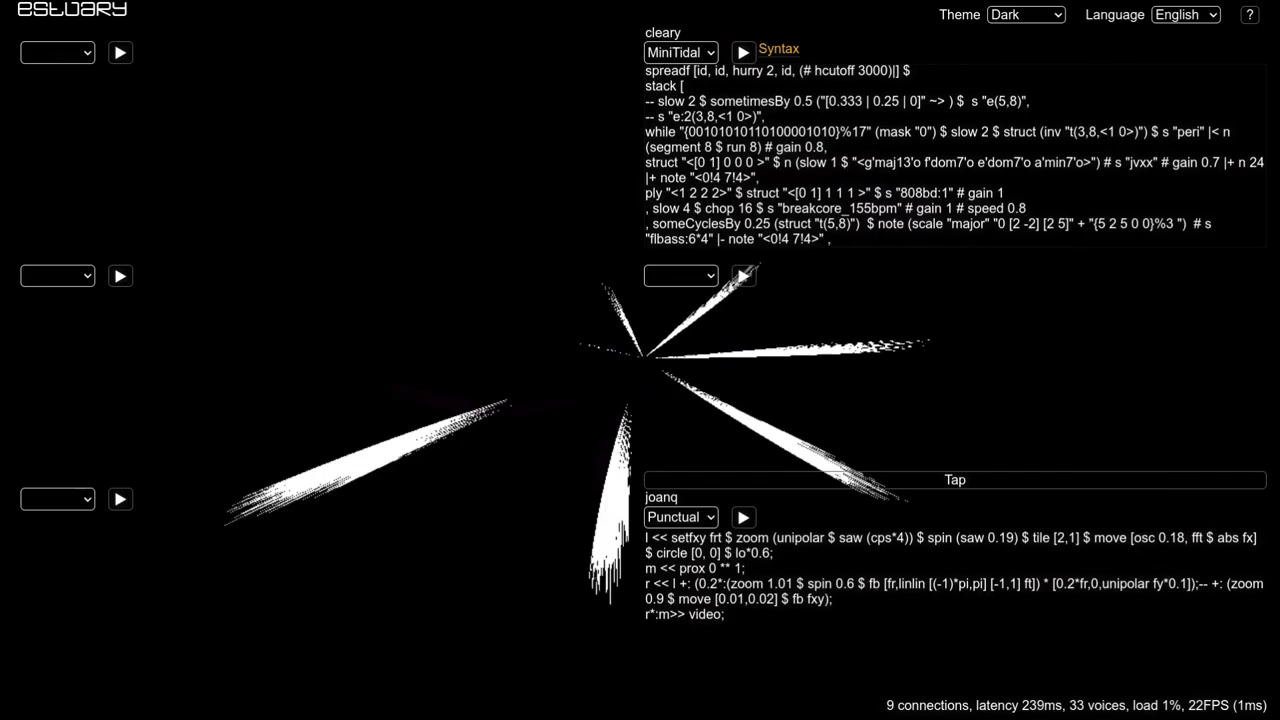 estuary
Theme Dark Language English ?
cleary
MiniTidal Syntax
spreadf [id, id, hurry 2, id, (# hcutoff 3000)|] $
stack [
-- slow 2 $ sometimesBy 0.5 ("[0.333 | 0.25 | 0]" ~> ) $  s "e(5,8)",
-- s "e:2(3,8,<1 0>)",
while "{00101010110100001010}%17" (mask "0") $ slow 2 $ struct (inv "t(3,8,<1 0>)") $ s "peri" |< n
(segment 8 $ run 8) # gain 0.8,
struct "<[0 1] 0 0 0 >" $ n (slow 1 $ "<g'maj13'o f'dom7'o e'dom7'o a'min7'o>") # s "jvxx" # gain 0.7 |+ n 24
|+ note "<0!4 7!4>",
ply "<1 2 2 2>" $ struct "<[0 1] 1 1 1 >" $ s "808bd:1" # gain 1
, slow 4 $ chop 16 $ s "breakcore_155bpm" # gain 1 # speed 0.8
, someCyclesBy 0.25 (struct "t(5,8)")  $ note (scale "major" "0 [2 -2] [2 5]" + "{5 2 5 0 0}%3 ")  # s
"flbass:6*4" |- note "<0!4 7!4>" ,
Tap
joanq
Punctual
l << setfxy frt $ zoom (unipolar $ saw (cps*4)) $ spin (saw 0.19) $ tile [2,1] $ move [osc 0.18, fft $ abs fx]
$ circle [0, 0] $ lo*0.6;
m << prox 0 ** 1;
r << l +: (0.2*:(zoom 1.01 $ spin 0.6 $ fb [fr,linlin [(-1)*pi,pi] [-1,1] ft]) * [0.2*fr,0,unipolar fy*0.1]);-- +: (zoom
0.9 $ move [0.01,0.02] $ fb fxy);
r*:m>> video;
9 connections, latency 239ms, 33 voices, load 1%, 22FPS (1ms)